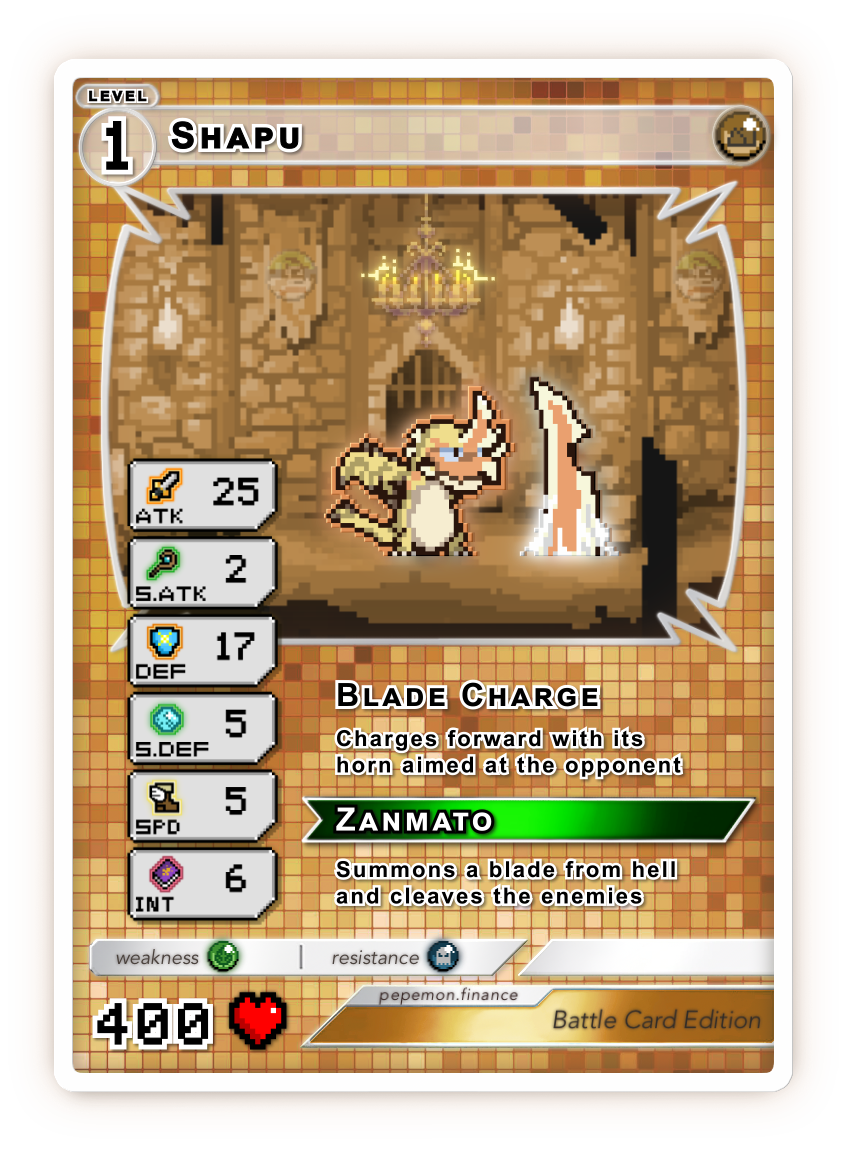 LEVEL
1
SHAPU
ATK 25
S.ATK 2
DEF 17
S.DEF 5
SPD 5
INT 6
BLADE CHARGE
Charges forward with its
horn aimed at the opponent
ZANMATO
Summons a blade from hell
and cleaves the enemies
weakness | resistance
400
pepemon.finance
Battle Card Edition